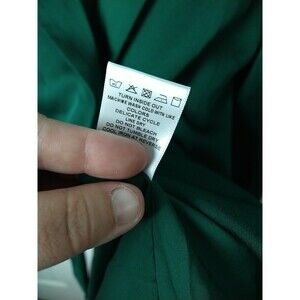 TURN INSIDE OUT
MACHINE WASH COLD WITH LIKE
COLORS
DELICATE CYCLE
LINE DRY
DO NOT BLEACH
DO NOT TUMBLE DRY
COOL IRON AT REVERSE